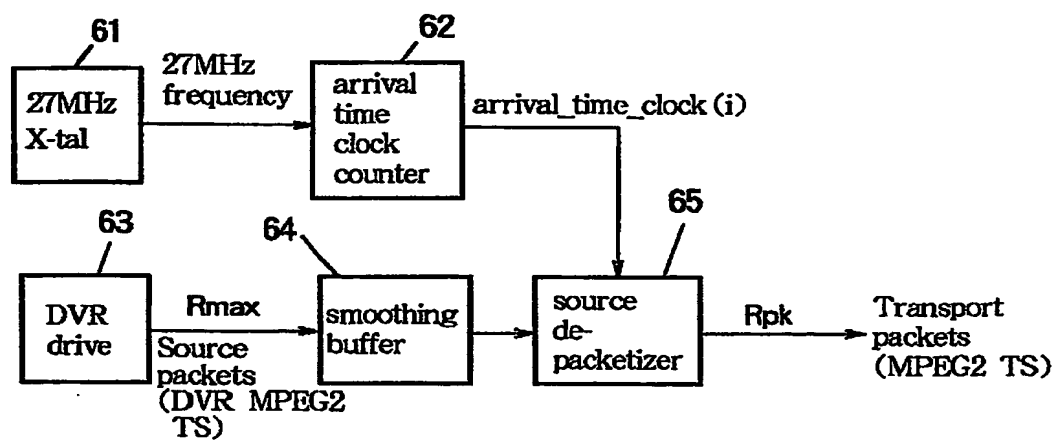 61
27MHz
X-tal
27MHz
frequency
62
arrival
time
clock
counter
arrival_time_clock (i)
63
DVR
drive
Rmax
Source
packets
(DVR MPEG2
TS)
64
smoothing
buffer
65
source
de-
packetizer
Rpk
Transport
packets
(MPEG2 TS)